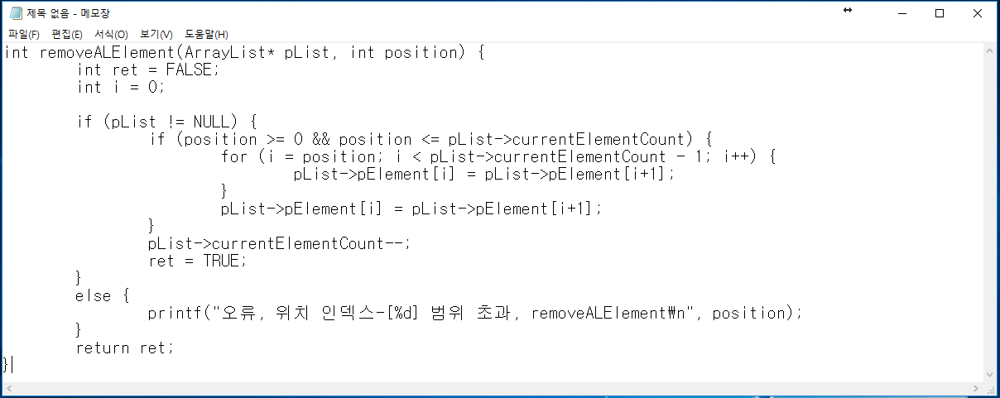 제목 없음 - 메모장
파일(F) 편집(E) 서식(O) 보기(V) 도움말(H)
int removeALElement(ArrayList* pList, int position) {
        int ret = FALSE;
        int i = 0;

        if (pList != NULL) {
                if (position >= 0 && position <= pList->currentElementCount) {
                        for (i = position; i < pList->currentElementCount - 1; i++) {
                                pList->pElement[i] = pList->pElement[i+1];
                        }
                        pList->pElement[i] = pList->pElement[i+1];
                }
                pList->currentElementCount--;
                ret = TRUE;
        }
        else {
                printf("오류, 위치 인덱스-[%d] 범위 초과, removeALElement₩n", position);
        }
        return ret;
}